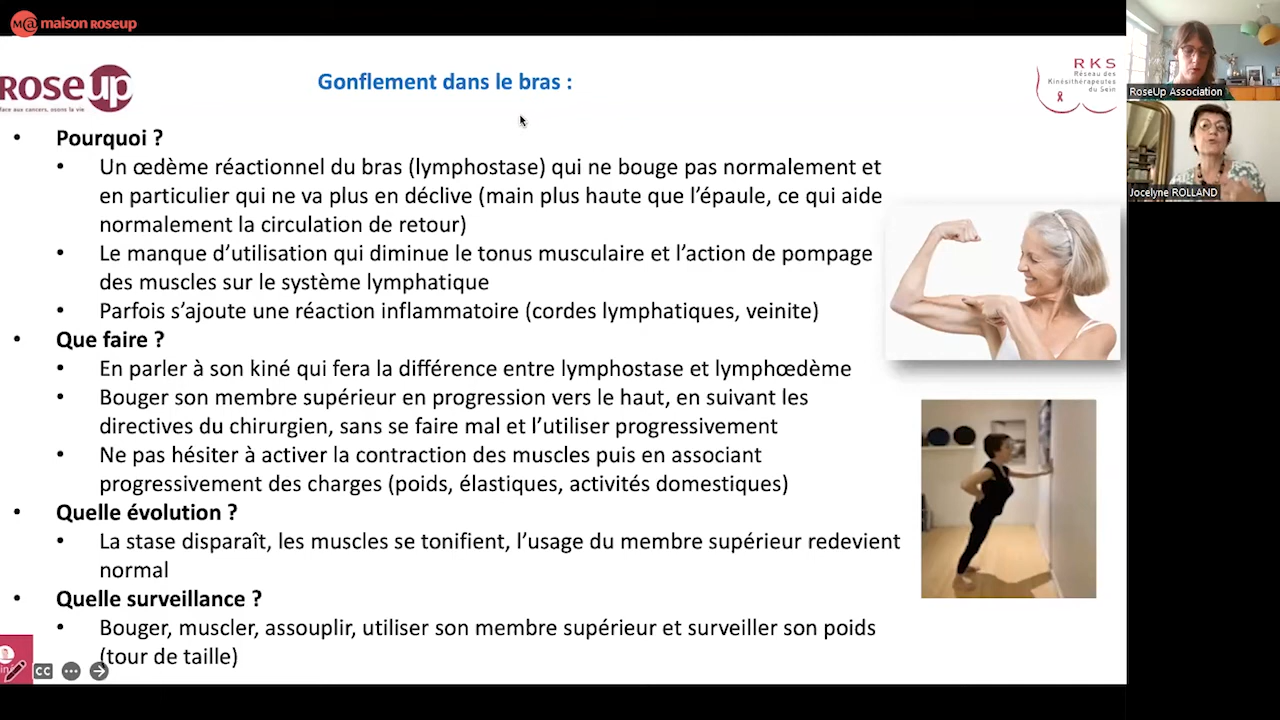 M@ maison ROSEUP
ROSEUP
face aux cancers, osons la vie
Gonflement dans le bras :
RKS
Réseau des
Kinésithérapeutes
du Sein
RoseUp Association
Jocelyne ROLLAND
• Pourquoi ?
• Un œdème réactionnel du bras (lymphostase) qui ne bouge pas normalement et
en particulier qui ne va plus en déclive (main plus haute que l’épaule, ce qui aide
normalement la circulation de retour)
• Le manque d’utilisation qui diminue le tonus musculaire et l’action de pompage
des muscles sur le système lymphatique
• Parfois s’ajoute une réaction inflammatoire (cordes lymphatiques, veinite)
• Que faire ?
• En parler à son kiné qui fera la différence entre lymphostase et lymphœdème
• Bouger son membre supérieur en progression vers le haut, en suivant les
directives du chirurgien, sans se faire mal et l’utiliser progressivement
• Ne pas hésiter à activer la contraction des muscles puis en associant
progressivement des charges (poids, élastiques, activités domestiques)
• Quelle évolution ?
• La stase disparaît, les muscles se tonifient, l’usage du membre supérieur redevient
normal
• Quelle surveillance ?
• Bouger, muscler, assouplir, utiliser son membre supérieur et surveiller son poids
(tour de taille)
CC